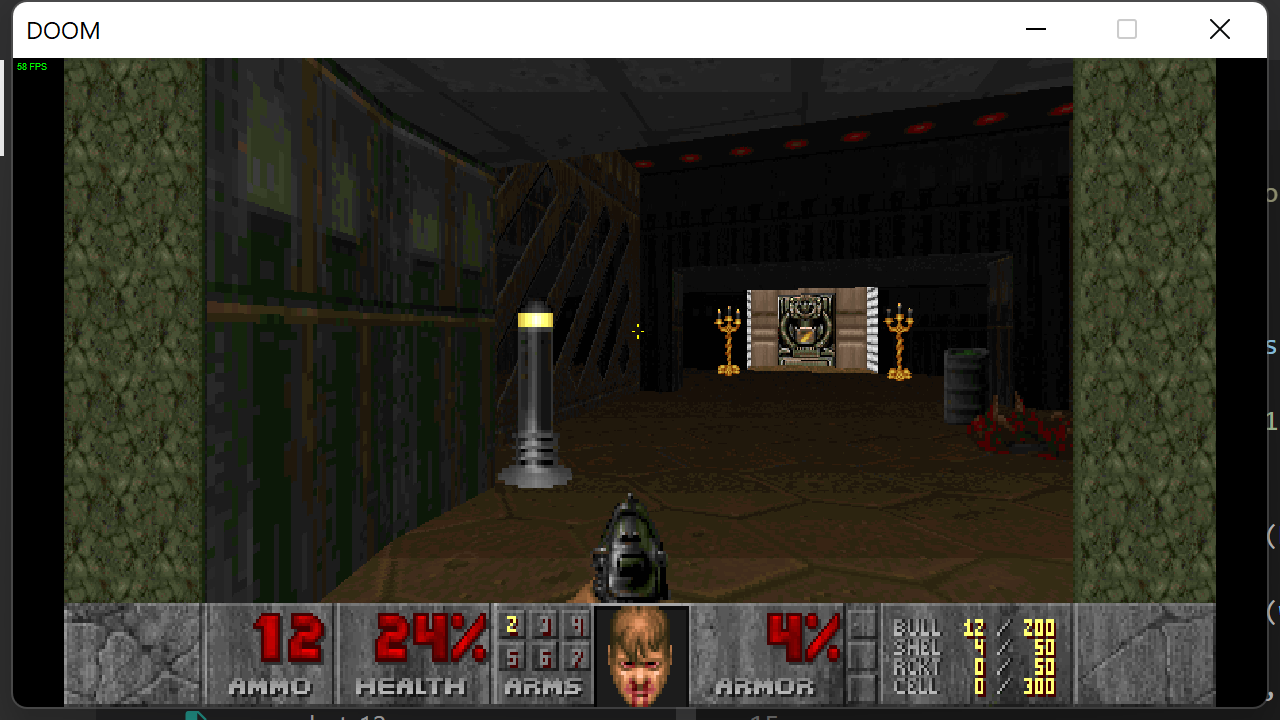 DOOM
58 FPS
12 24% 2 3 4 4% BULL 12 / 200
SHEL 4 / 50
5 6 7 RCKT 0 / 50
AMMO HEALTH ARMS ARMOR CELL 0 / 300